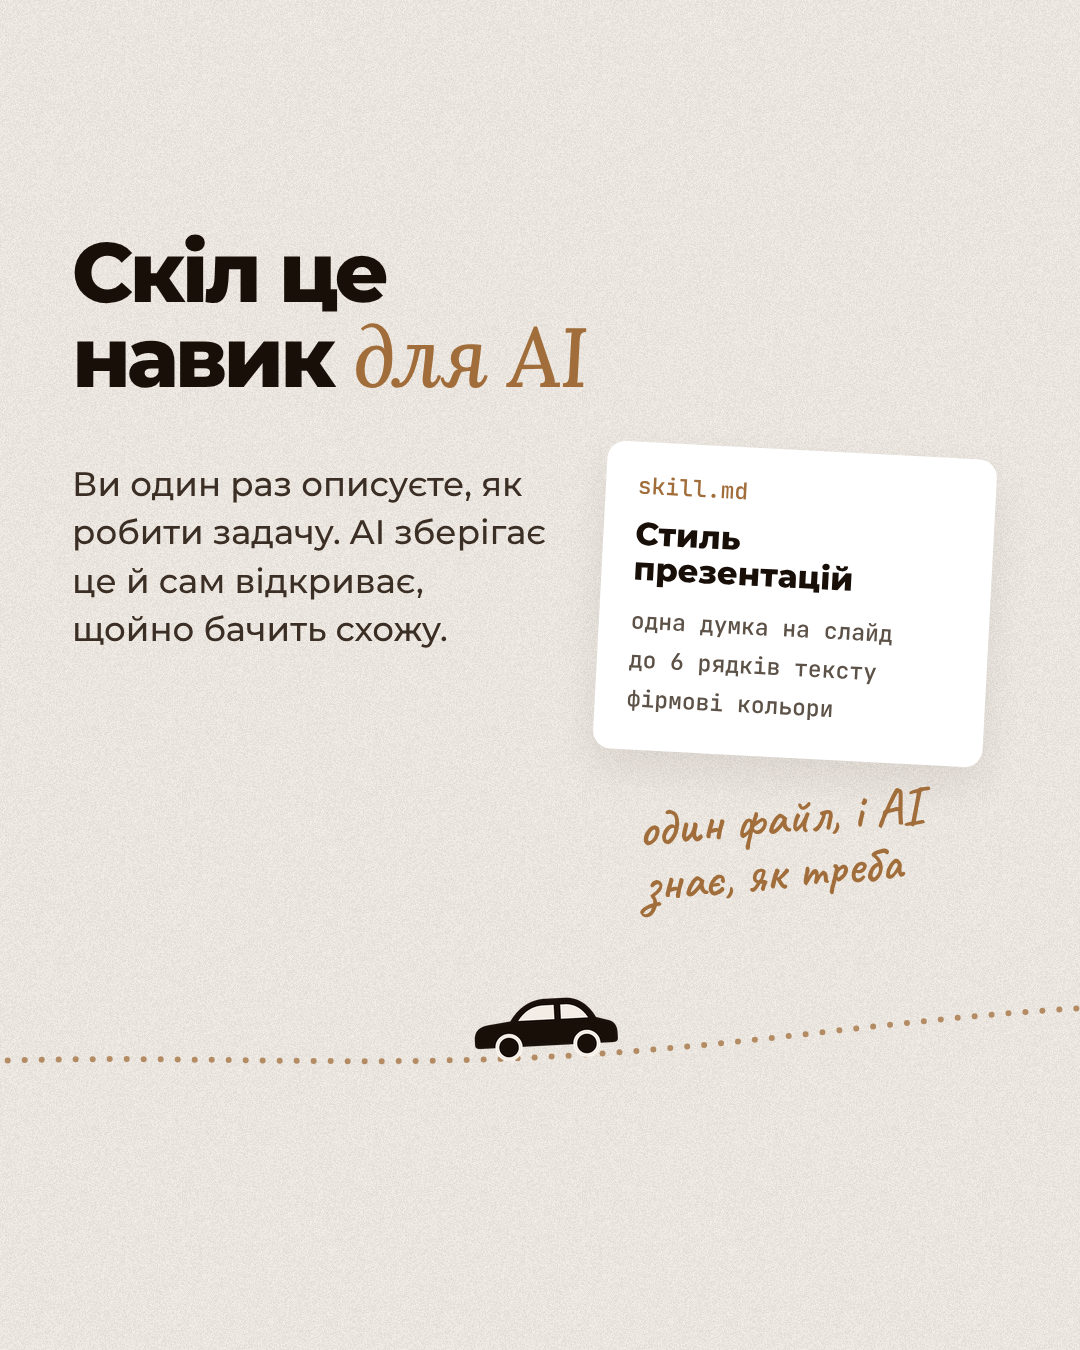 Скіл це
навик для AI
Ви один раз описуєте, як
робити задачу. AI зберігає
це й сам відкриває,
щойно бачить схожу.
skill.md
Стиль
презентацій
одна думка на слайд
до 6 рядків тексту
фірмові кольори
один файл, і AI
знає, як треба